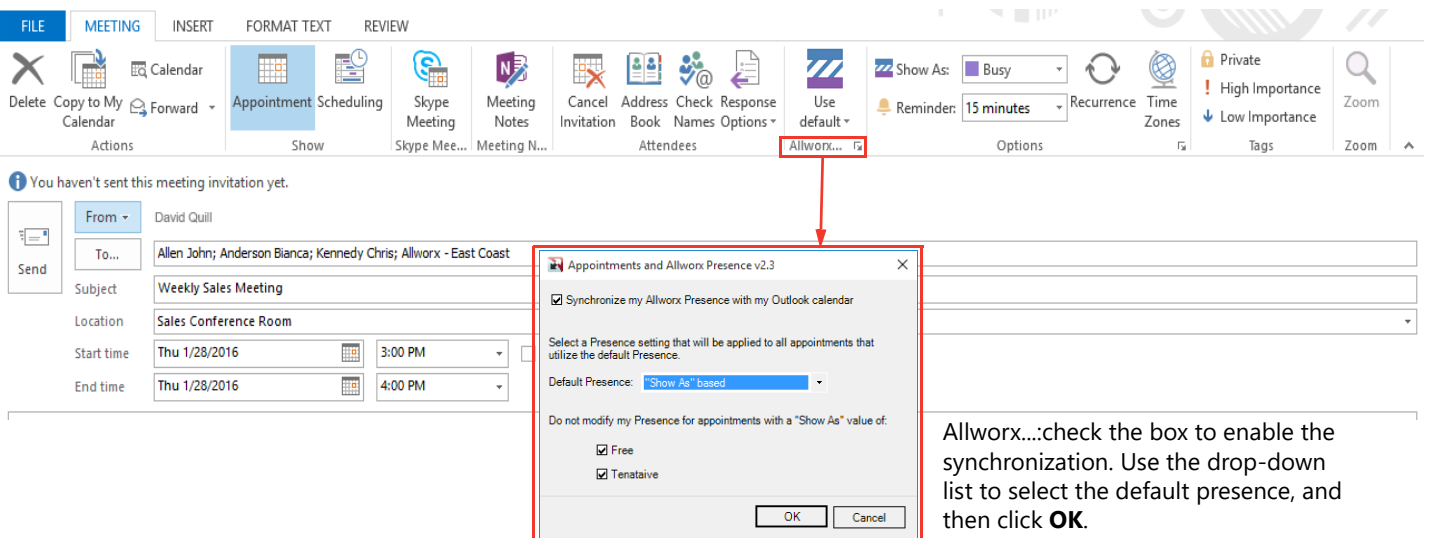 FILE MEETING INSERT FORMAT TEXT REVIEW
Delete
Copy to My Calendar
Calendar
Forward
Actions
Appointment
Scheduling
Show
Skype Meeting
Skype Mee...
Meeting Notes
Meeting N...
Cancel Invitation
Address Book
Check Names
Response Options
Attendees
Use default
Allworx...
Show As: Busy
Reminder: 15 minutes
Recurrence
Time Zones
Options
Private
High Importance
Low Importance
Tags
Zoom
Zoom
You haven't sent this meeting invitation yet.
Send
From David Quill
To... Allen John; Anderson Bianca; Kennedy Chris; Allworx - East Coast
Subject Weekly Sales Meeting
Location Sales Conference Room
Start time Thu 1/28/2016 3:00 PM
End time Thu 1/28/2016 4:00 PM
Appointments and Allworx Presence v2.3
Synchronize my Allworx Presence with my Outlook calendar
Select a Presence setting that will be applied to all appointments that
utilize the default Presence.
Default Presence: "Show As" based
Do not modify my Presence for appointments with a "Show As" value of:
Free
Tenataive
OK Cancel
Allworx...:check the box to enable the
synchronization. Use the drop-down
list to select the default presence, and
then click OK.